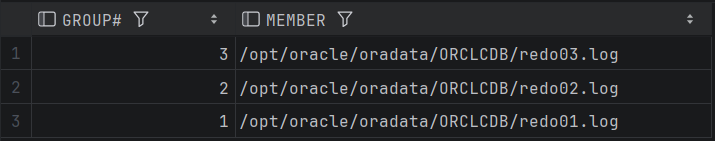 GROUP# MEMBER
1 3 /opt/oracle/oradata/ORCLCDB/redo03.log
2 2 /opt/oracle/oradata/ORCLCDB/redo02.log
3 1 /opt/oracle/oradata/ORCLCDB/redo01.log